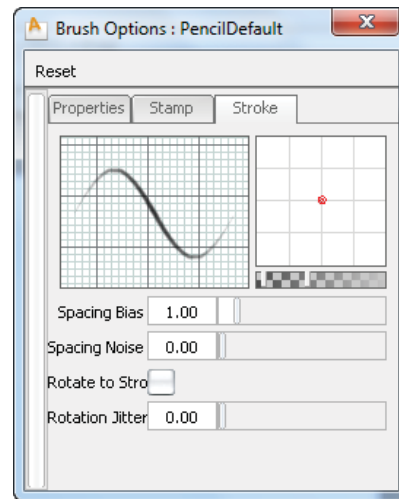 Brush Options : PencilDefault
Reset
Properties Stamp Stroke
Spacing Bias 1.00
Spacing Noise 0.00
Rotate to Stro
Rotation Jitter 0.00